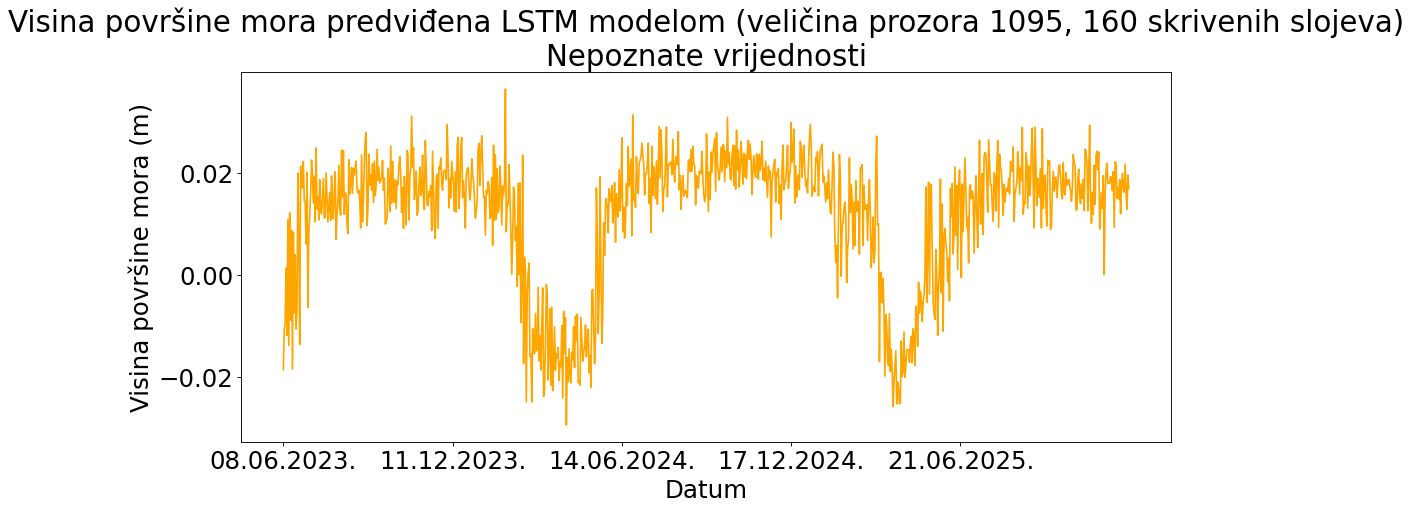 Visina površine mora predviđena LSTM modelom (veličina prozora 1095, 160 skrivenih slojeva)
Nepoznate vrijednosti
Visina površine mora (m)
0.02
0.00
−0.02
08.06.2023. 11.12.2023. 14.06.2024. 17.12.2024. 21.06.2025.
Datum